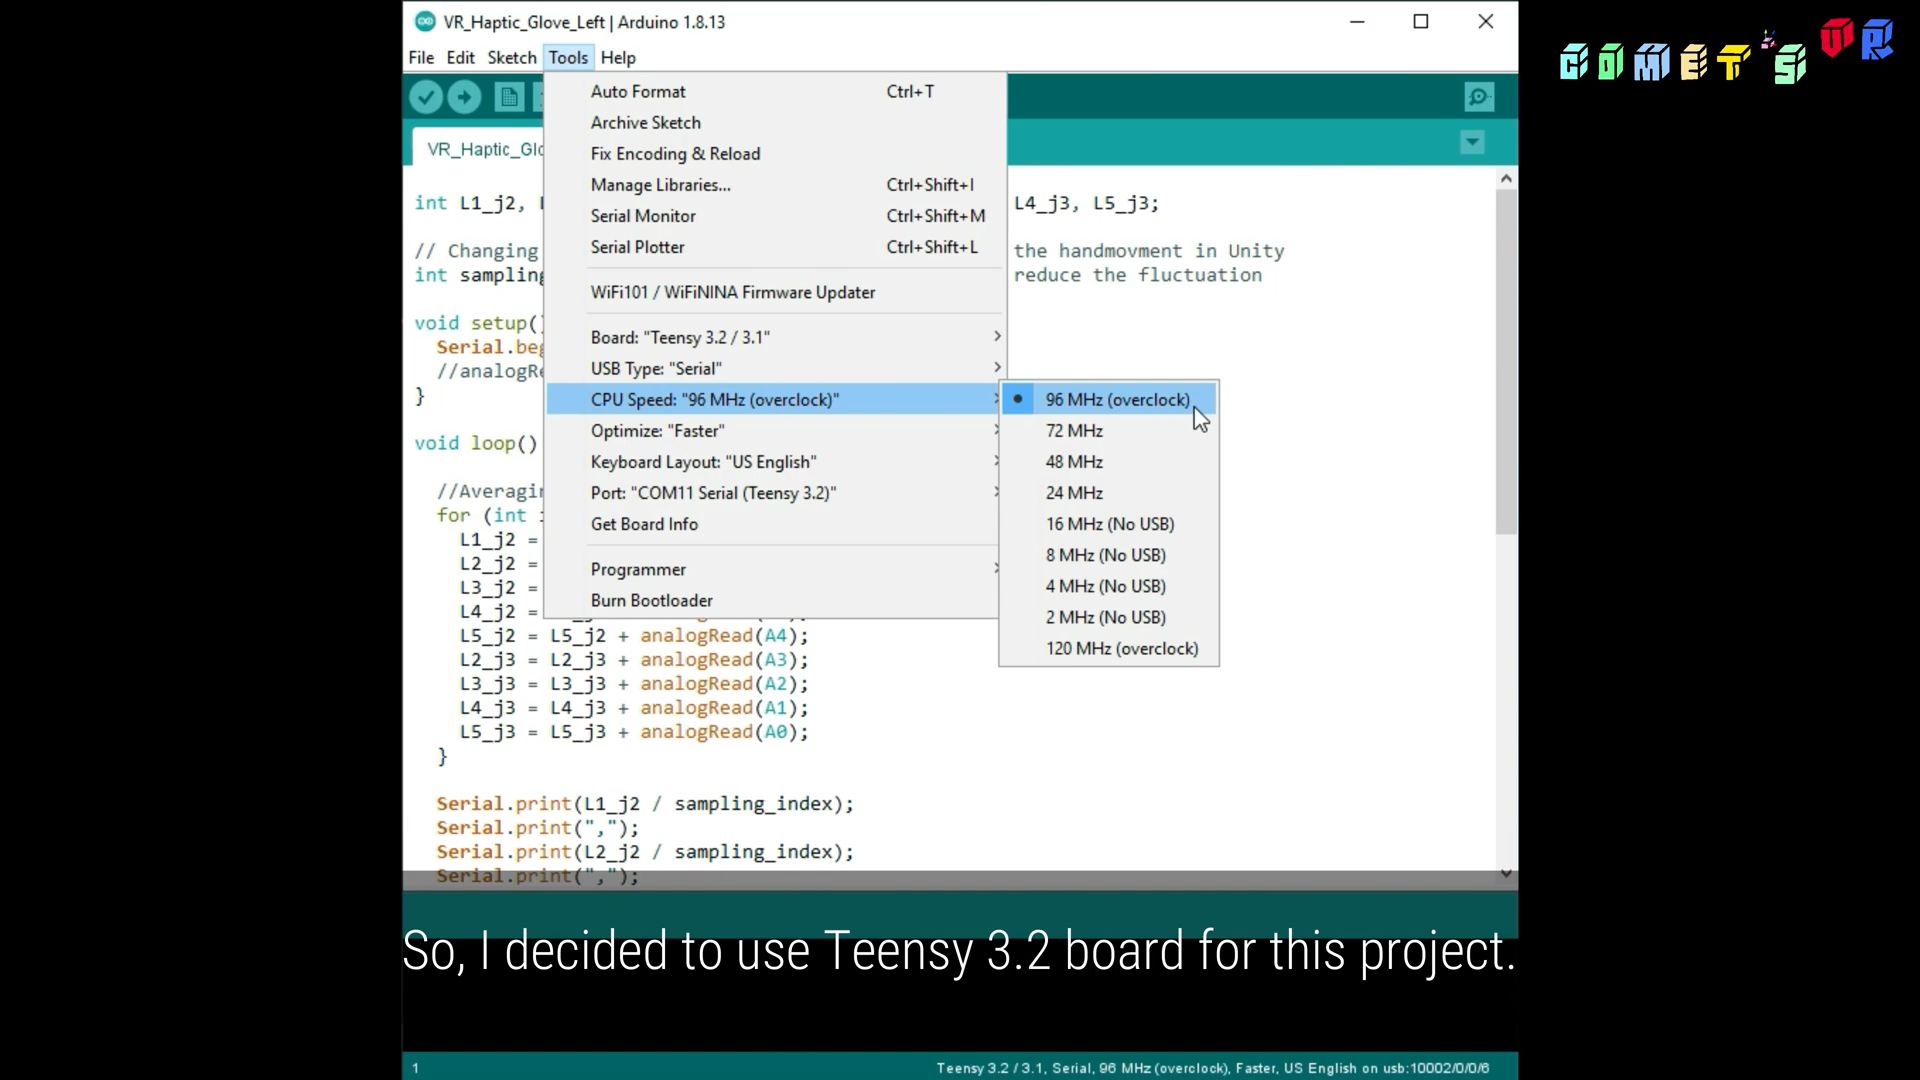 VR_Haptic_Glove_Left | Arduino 1.8.13
COMET'S VR
File Edit Sketch Tools Help
Auto Format Ctrl+T
Archive Sketch
Fix Encoding & Reload
Manage Libraries... Ctrl+Shift+I
Serial Monitor Ctrl+Shift+M
Serial Plotter Ctrl+Shift+L
WiFi101 / WiFiNINA Firmware Updater
Board: "Teensy 3.2 / 3.1"
USB Type: "Serial"
CPU Speed: "96 MHz (overclock)"
Optimize: "Faster"
Keyboard Layout: "US English"
Port: "COM11 Serial (Teensy 3.2)"
Get Board Info
Programmer
Burn Bootloader
96 MHz (overclock)
72 MHz
48 MHz
24 MHz
16 MHz (No USB)
8 MHz (No USB)
4 MHz (No USB)
2 MHz (No USB)
120 MHz (overclock)
VR_Haptic_Glo
int L1_j2, L4_j3, L5_j3;
// Changing the handmovment in Unity
int sampling reduce the fluctuation
void setup()
Serial.beg
//analogRe
}
void loop()
//Averagin
for (int i
L1_j2 =
L2_j2 =
L3_j2 =
L4_j2 =
L5_j2 = L5_j2 + analogRead(A4);
L2_j3 = L2_j3 + analogRead(A3);
L3_j3 = L3_j3 + analogRead(A2);
L4_j3 = L4_j3 + analogRead(A1);
L5_j3 = L5_j3 + analogRead(A0);
}
Serial.print(L1_j2 / sampling_index);
Serial.print(",");
Serial.print(L2_j2 / sampling_index);
Serial.print(",");
So, I decided to use Teensy 3.2 board for this project.
1 Teensy 3.2 / 3.1, Serial, 96 MHz (overclock), Faster, US English on usb:10002/0/0/6